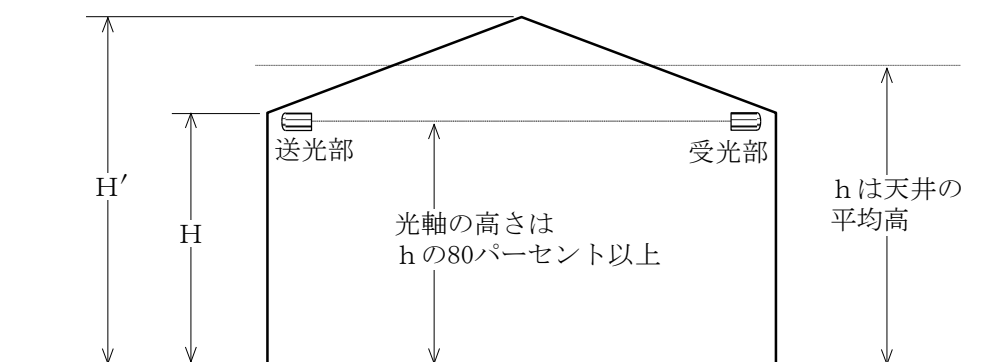 送光部
受光部
H′
H
光軸の高さは
ｈの80パーセント以上
ｈは天井の
平均高